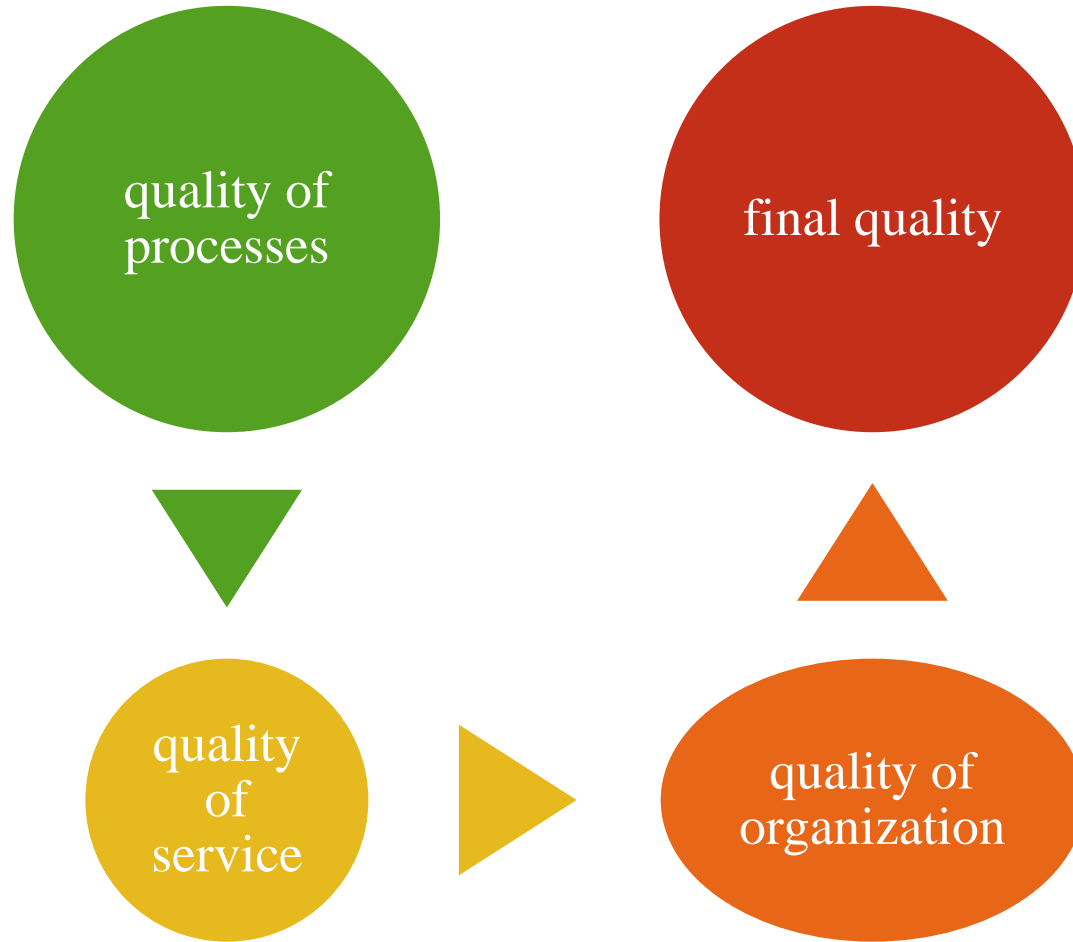 quality of
processes
final quality
quality
of
service
quality of
organization